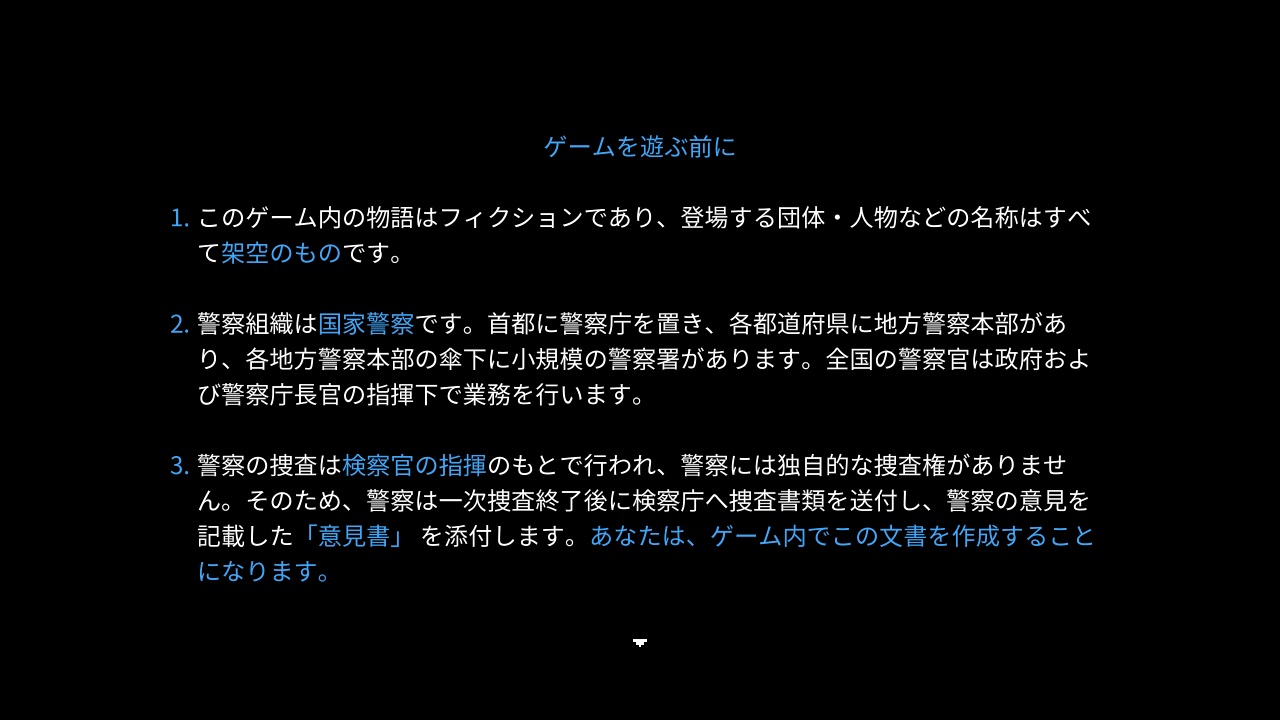 ゲームを遊ぶ前に
1. このゲーム内の物語はフィクションであり、登場する団体・人物などの名称はすべ
て架空のものです。
2. 警察組織は国家警察です。首都に警察庁を置き、各都道府県に地方警察本部があ
り、各地方警察本部の傘下に小規模の警察署があります。全国の警察官は政府およ
び警察庁長官の指揮下で業務を行います。
3. 警察の捜査は検察官の指揮のもとで行われ、警察には独自的な捜査権がありませ
ん。そのため、警察は一次捜査終了後に検察庁へ捜査書類を送付し、警察の意見を
記載した「意見書」 を添付します。あなたは、ゲーム内でこの文書を作成すること
になります。